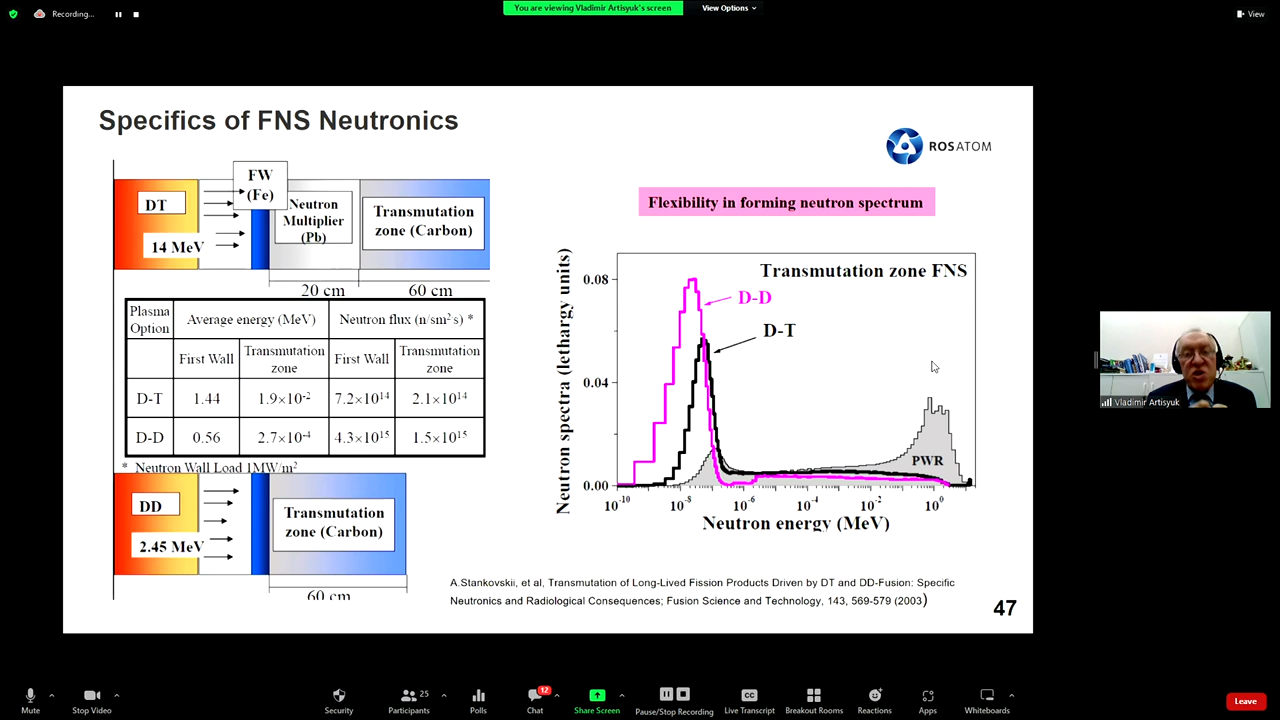 Recording...
You are viewing Vladimir Artisyuk's screen
View Options
View
Specifics of FNS Neutronics
ROSATOM
FW
(Fe)
DT
14 MeV
Neutron
Multiplier
(Pb)
Transmutation
zone (Carbon)
20 cm
60 cm
Plasma
Option
Average energy (MeV)
Neutron flux (n/sm² s) *
First Wall
Transmutation
zone
First Wall
Transmutation
zone
D-T 1.44 1.9×10⁻² 7.2×10¹⁴ 2.1×10¹⁴
D-D 0.56 2.7×10⁻⁴ 4.3×10¹⁵ 1.5×10¹⁵
* Neutron Wall Load 1MW/m²
DD
2.45 MeV
Transmutation
zone (Carbon)
60 cm
Flexibility in forming neutron spectrum
Transmutation zone FNS
D-D
D-T
PWR
Neutron spectra (lethargy units)
0.08
0.04
0.00
10⁻¹⁰ 10⁻⁸ 10⁻⁶ 10⁻⁴ 10⁻² 10⁰
Neutron energy (MeV)
A.Stankovskii, et al, Transmutation of Long-Lived Fission Products Driven by DT and DD-Fusion: Specific
Neutronics and Radiological Consequences; Fusion Science and Technology, 143, 569-579 (2003)
47
Vladimir Artisyuk
Mute
Stop Video
Security
25
Participants
Polls
12
Chat
Share Screen
Pause/Stop Recording
CC
Live Transcript
Breakout Rooms
Reactions
Apps
Whiteboards
Leave